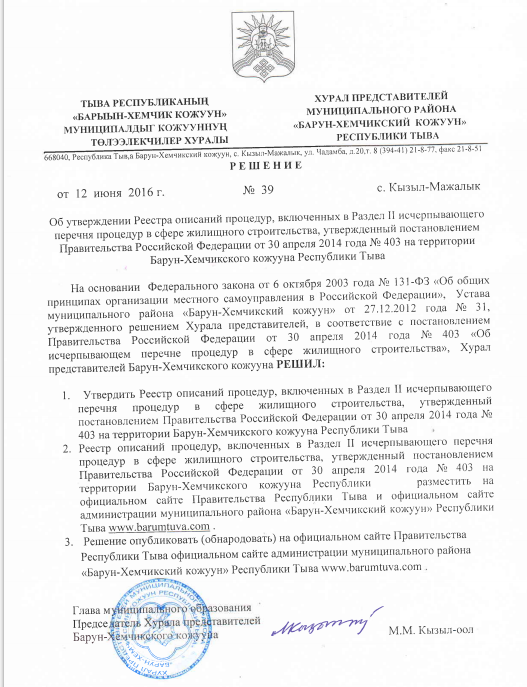 ТЫВА РЕСПУБЛИКАНЫҢ
«БАРЫЫН-ХЕМЧИК КОЖУУН»
МУНИЦИПАЛДЫГ КОЖУУННУҢ
ТӨЛЭЭЛЕКЧИЛЕР ХУРАЛЫ
ХУРАЛ ПРЕДСТАВИТЕЛЕЙ
МУНИЦИПАЛЬНОГО РАЙОНА
«БАРУН-ХЕМЧИКСКИЙ КОЖУУН»
РЕСПУБЛИКИ ТЫВА
668040, Республика Тыв,а Барун-Хемчикский кожуун, с. Кызыл-Мажалык, ул. Чадамба, д.20,т. 8 (394-41) 21-8-77, факс 21-8-51
Р Е Ш Е Н И Е
от 12 июня 2016 г. № 39 с. Кызыл-Мажалык
Об утверждении Реестра описаний процедур, включенных в Раздел II исчерпывающего
перечня процедур в сфере жилищного строительства, утвержденный постановлением
Правительства Российской Федерации от 30 апреля 2014 года № 403 на территории
Барун-Хемчикского кожууна Республики Тыва
На основании Федерального закона от 6 октября 2003 года № 131-ФЗ «Об общих
принципах организации местного самоуправления в Российской Федерации», Устава
муниципального района «Барун-Хемчикский кожуун» от 27.12.2012 года № 31,
утвержденного решением Хурала представителей, в соответствие с постановлением
Правительства Российской Федерации от 30 апреля 2014 года № 403 «Об
исчерпывающем перечне процедур в сфере жилищного строительства», Хурал
представителей Барун-Хемчикского кожууна РЕШИЛ:
1. Утвердить Реестр описаний процедур, включенных в Раздел II исчерпывающего
перечня процедур в сфере жилищного строительства, утвержденный
постановлением Правительства Российской Федерации от 30 апреля 2014 года №
403 на территории Барун-Хемчикского кожууна Республики Тыва
2. Реестр описаний процедур, включенных в Раздел II исчерпывающего перечня
процедур в сфере жилищного строительства, утвержденный постановлением
Правительства Российской Федерации от 30 апреля 2014 года № 403 на
территории Барун-Хемчикского кожууна Республики разместить на
официальном сайте Правительства Республики Тыва и официальном сайте
администрации муниципального района «Барун-Хемчикский кожуун» Республики
Тыва www.barumtuva.com .
3. Решение опубликовать (обнародовать) на официальном сайте Правительства
Республики Тыва официальном сайте администрации муниципального района
«Барун-Хемчикский кожуун» Республики Тыва www.barumtuva.com .
Глава муниципального образования
Председатель Хурала представителей
Барун-Хемчикского кожууна
М.М. Кызыл-оол